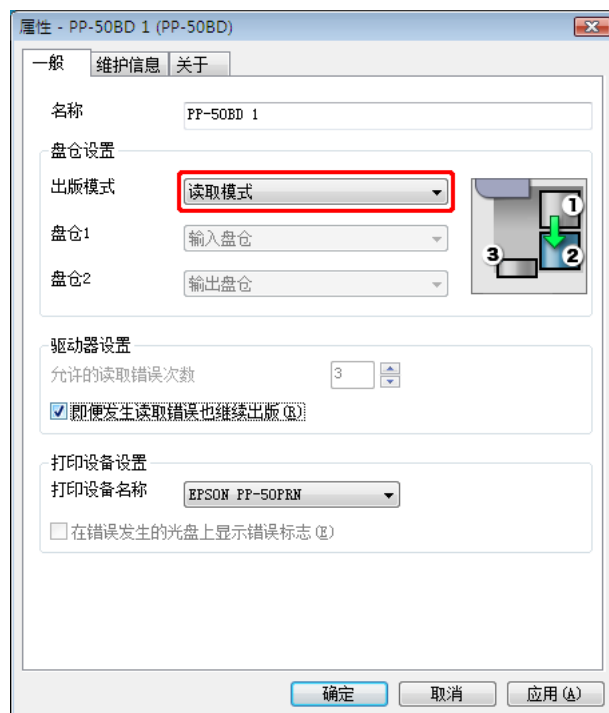 属性 - PP-50BD 1 (PP-50BD)
一般 维护信息 关于
名称 PP-50BD 1
盘仓设置
出版模式 读取模式
盘仓1 输入盘仓
盘仓2 输出盘仓
1
2
3
驱动器设置
允许的读取错误次数 3
即便发生读取错误也继续出版(R)
打印设备设置
打印设备名称 EPSON PP-50PRN
在错误发生的光盘上显示错误标志(E)
确定 取消 应用(A)